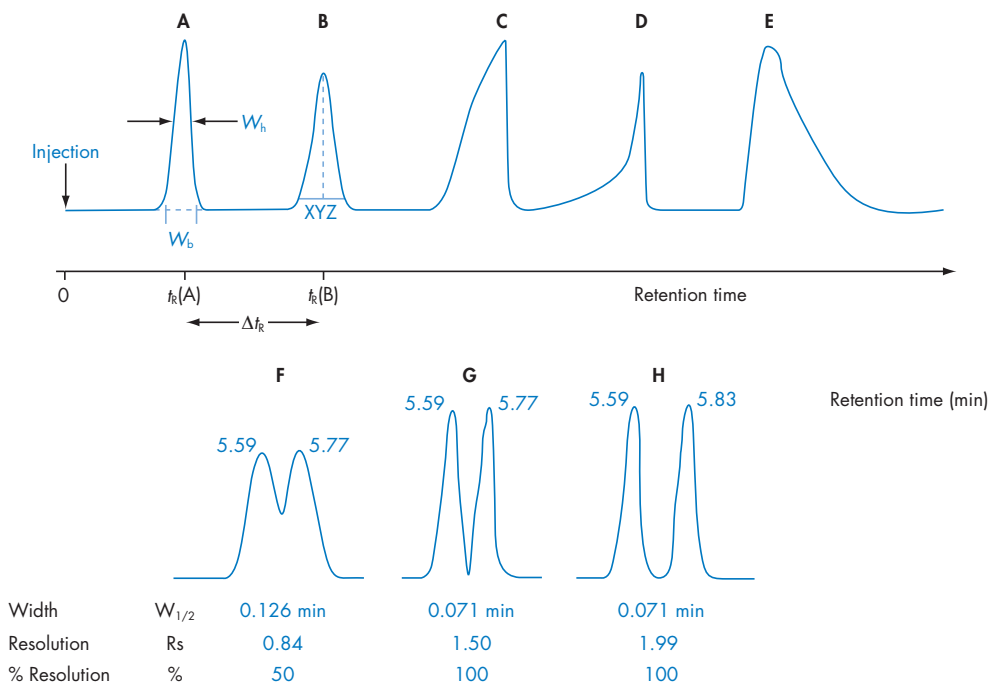 A B C D E
Wh
Injection
XYZ
Wb
0 tR(A) tR(B) Retention time
ΔtR
F G H
5.59 5.77 5.59 5.77 5.59 5.83 Retention time (min)
Width W1/2 0.126 min 0.071 min 0.071 min
Resolution Rs 0.84 1.50 1.99
% Resolution % 50 100 100